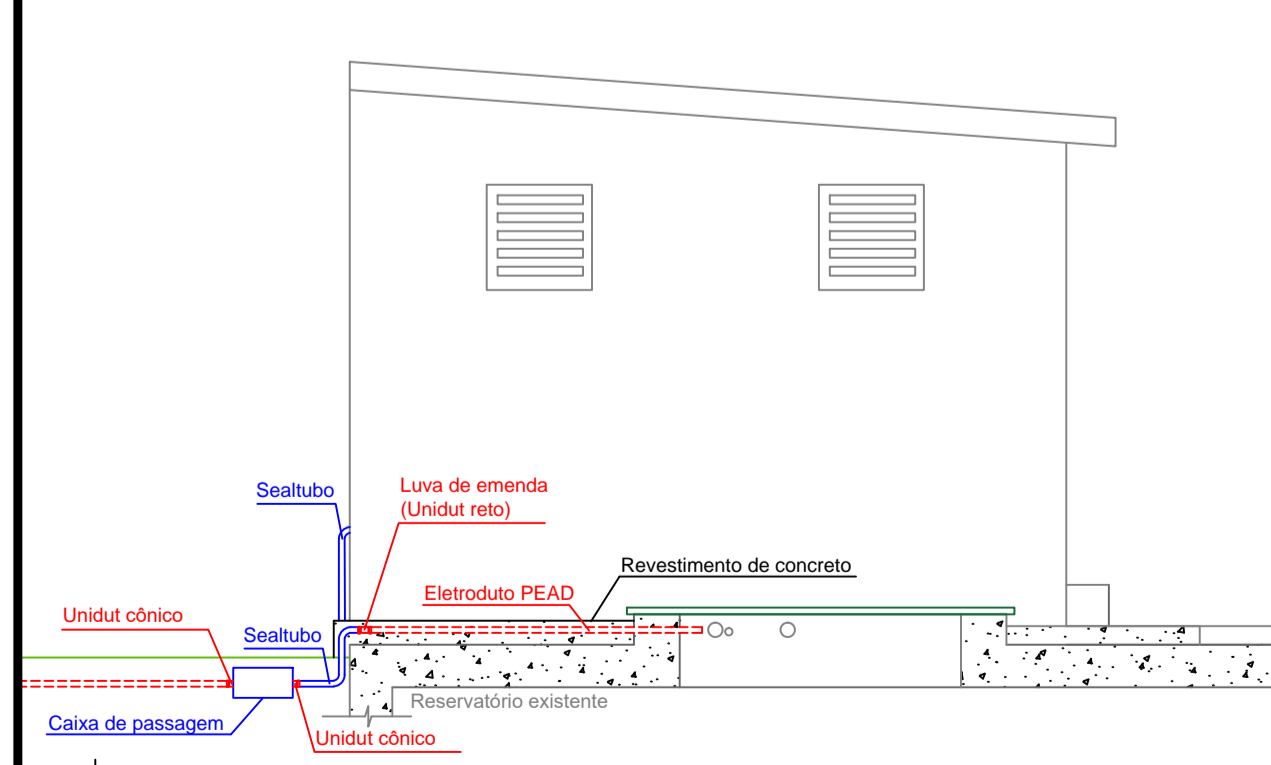 Sealtubo
Luva de emenda
(Unidut reto)
Revestimento de concreto
Eletroduto PEAD
Unidut cônico
Sealtubo
Reservatório existente
Caixa de passagem
Unidut cônico